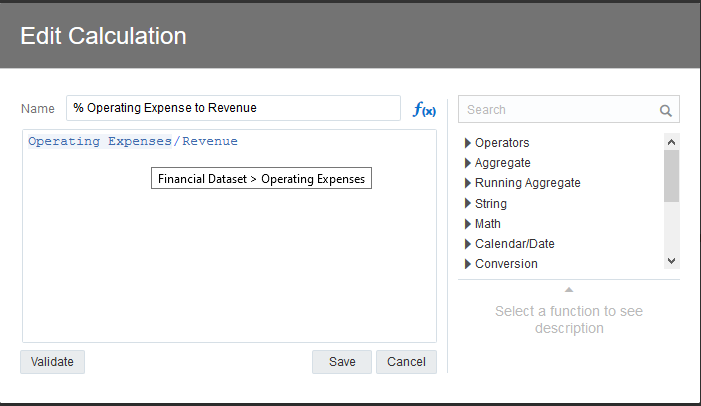 Edit Calculation
Name
% Operating Expense to Revenue
f(x)
Operating Expenses/Revenue
Financial Dataset > Operating Expenses
Validate
Save
Cancel
Search
Operators
Aggregate
Running Aggregate
String
Math
Calendar/Date
Conversion
Select a function to see
description